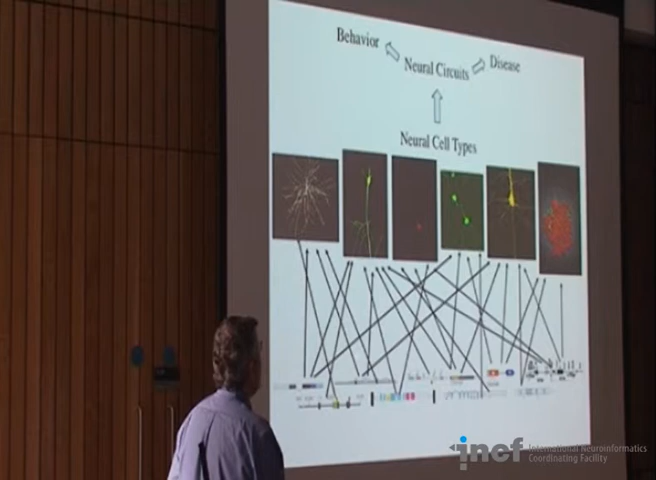 Behavior
Neural Circuits
Disease
Neural Cell Types
incf International Neuroinformatics
Coordinating Facility